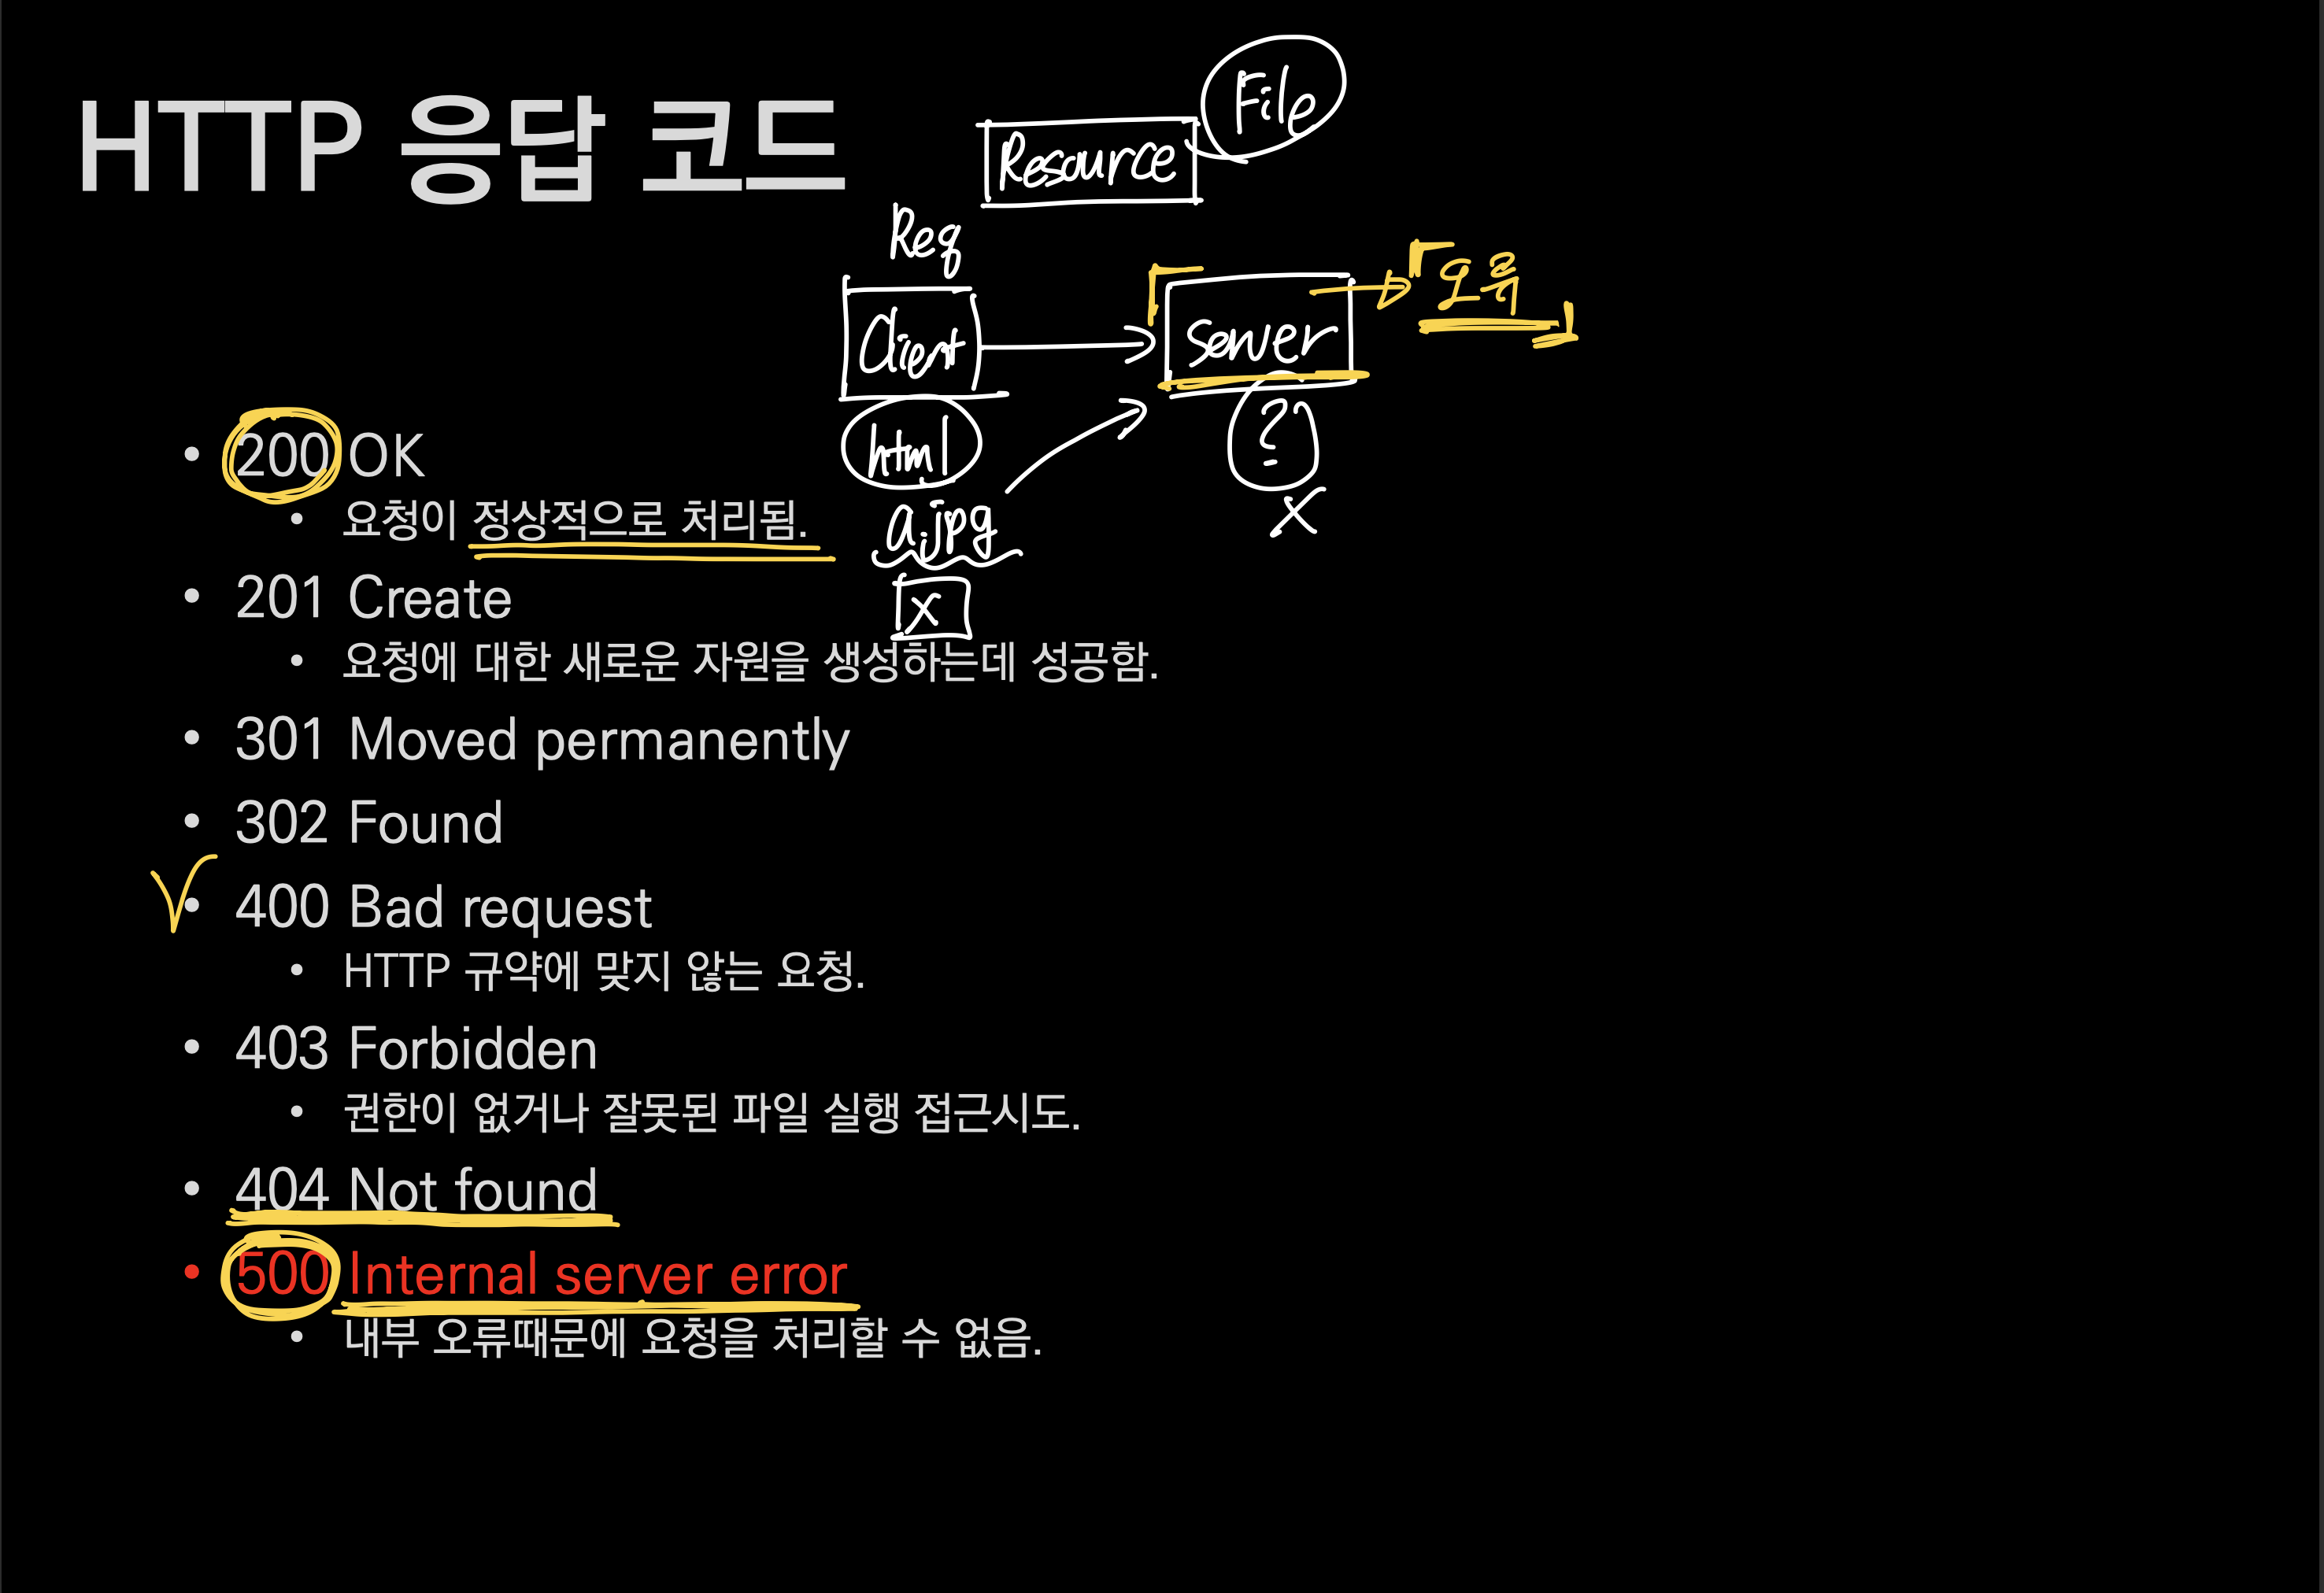 HTTP 응답 코드
File
Resource
Req
Client
server
오류
html
?
a.jpg
X
X
• 200 OK
• 요청이 정상적으로 처리됨.
• 201 Create
• 요청에 대한 새로운 자원을 생성하는데 성공함.
• 301 Moved permanently
• 302 Found
• 400 Bad request
• HTTP 규약에 맞지 않는 요청.
• 403 Forbidden
• 권한이 없거나 잘못된 파일 실행 접근시도.
• 404 Not found
• 500 Internal server error
• 내부 오류때문에 요청을 처리할 수 없음.